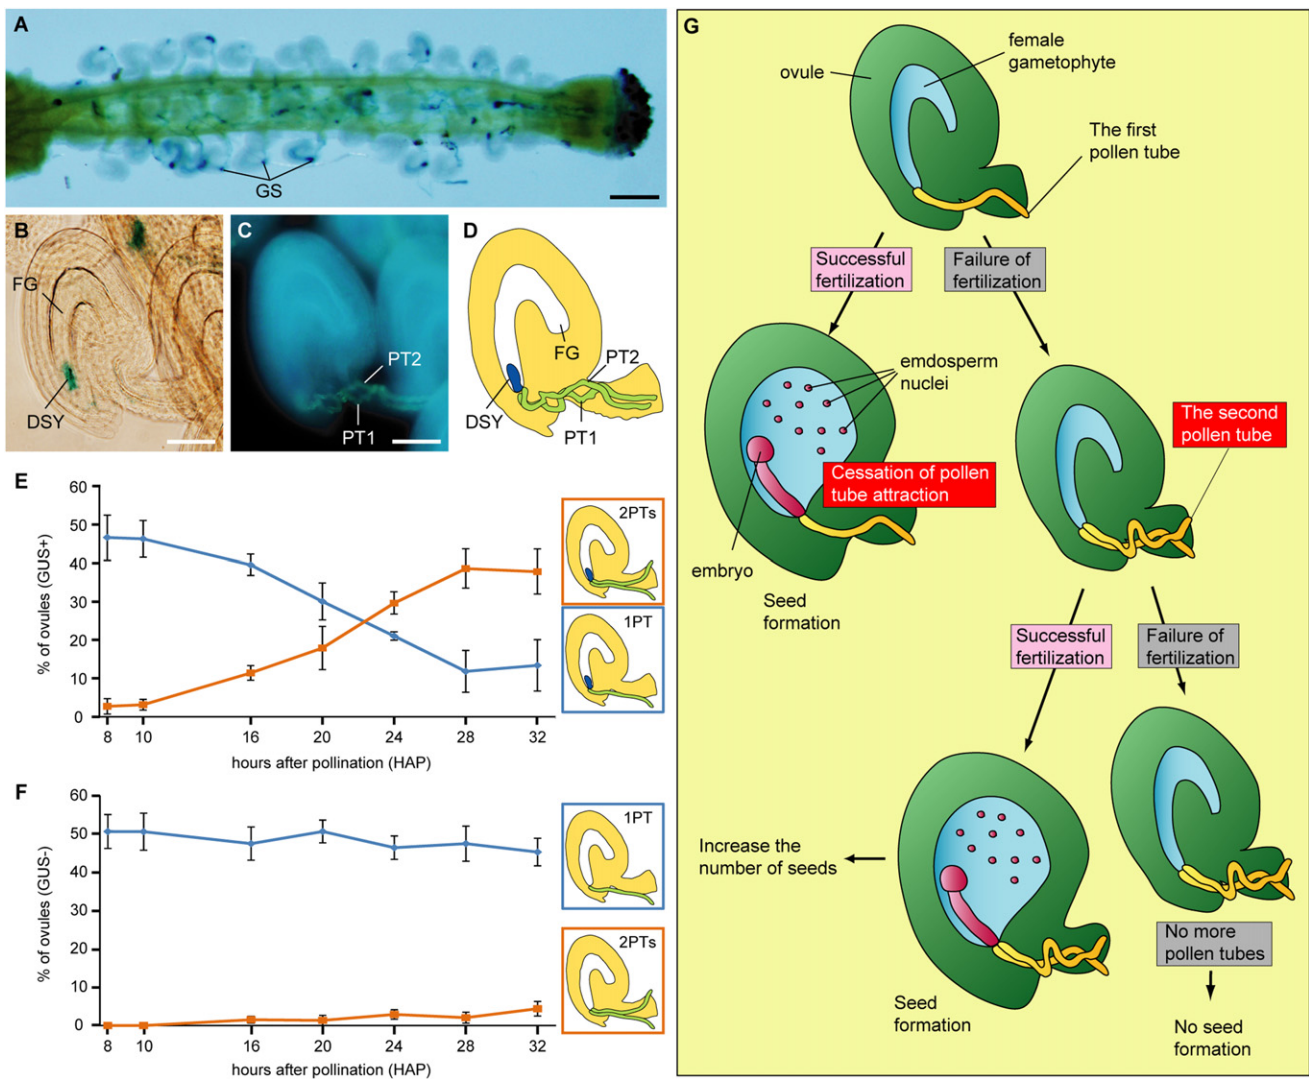 A
GS
B
FG
DSY
C
PT2
PT1
D
FG
PT2
DSY
PT1
E
60
50
40
30
20
10
0
% of ovules (GUS+)
8
10
16
20
24
28
32
hours after pollination (HAP)
2PTs
1PT
F
60
50
40
30
20
10
0
% of ovules (GUS-)
8
10
16
20
24
28
32
hours after pollination (HAP)
1PT
2PTs
G
ovule
female
gametophyte
The first
pollen tube
Successful
fertilization
Failure of
fertilization
emdosperm
nuclei
Cessation of pollen
tube attraction
embryo
Seed
formation
The second
pollen tube
Successful
fertilization
Failure of
fertilization
Increase the
number of seeds
Seed
formation
No more
pollen tubes
No seed
formation